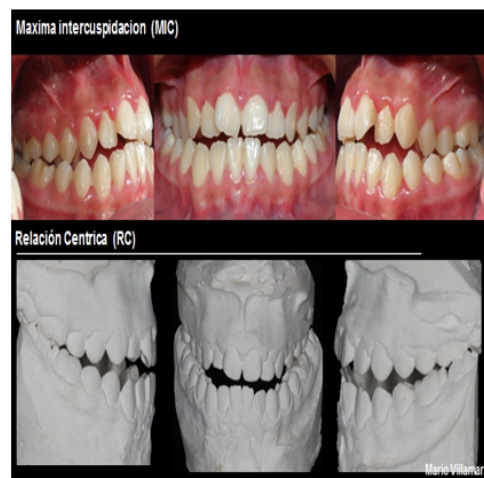 Maxima intercuspidacion (MIC)
Relación Centrica (RC)
Mario Villamar